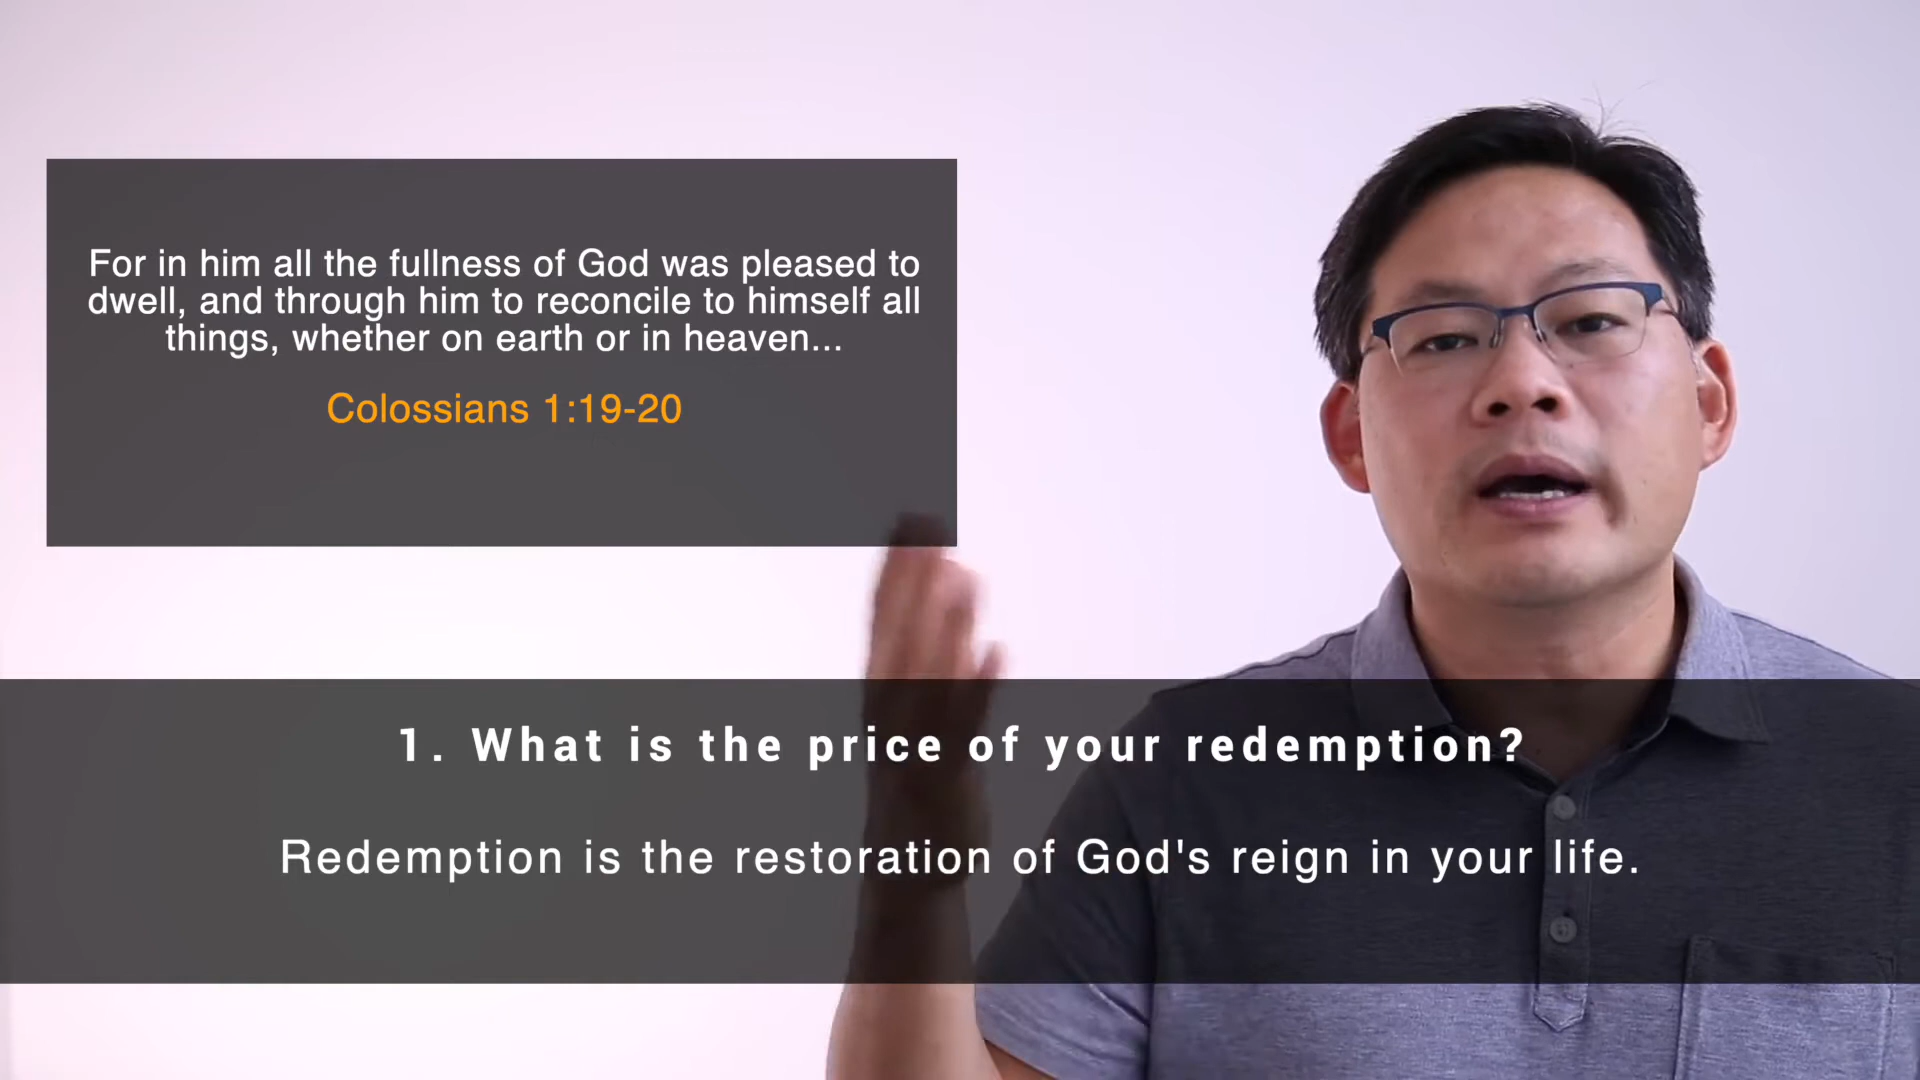 For in him all the fullness of God was pleased to
dwell, and through him to reconcile to himself all
things, whether on earth or in heaven...
Colossians 1:19-20
1. What is the price of your redemption?
Redemption is the restoration of God's reign in your life.